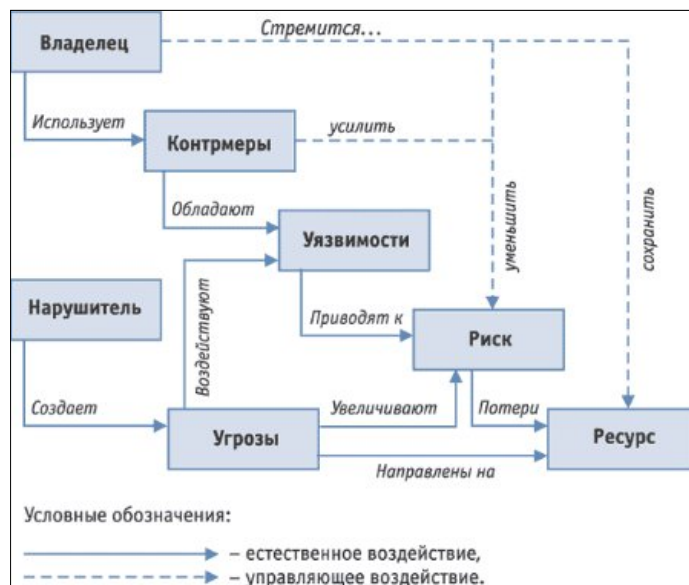 Владелец
Стремится...
Использует
Контрмеры
усилить
Обладают
Уязвимости
уменьшить
сохранить
Нарушитель
Воздействуют
Приводят к
Риск
Создает
Угрозы
Увеличивают
Потери
Ресурс
Направлены на
Условные обозначения:
– естественное воздействие,
– управляющее воздействие.